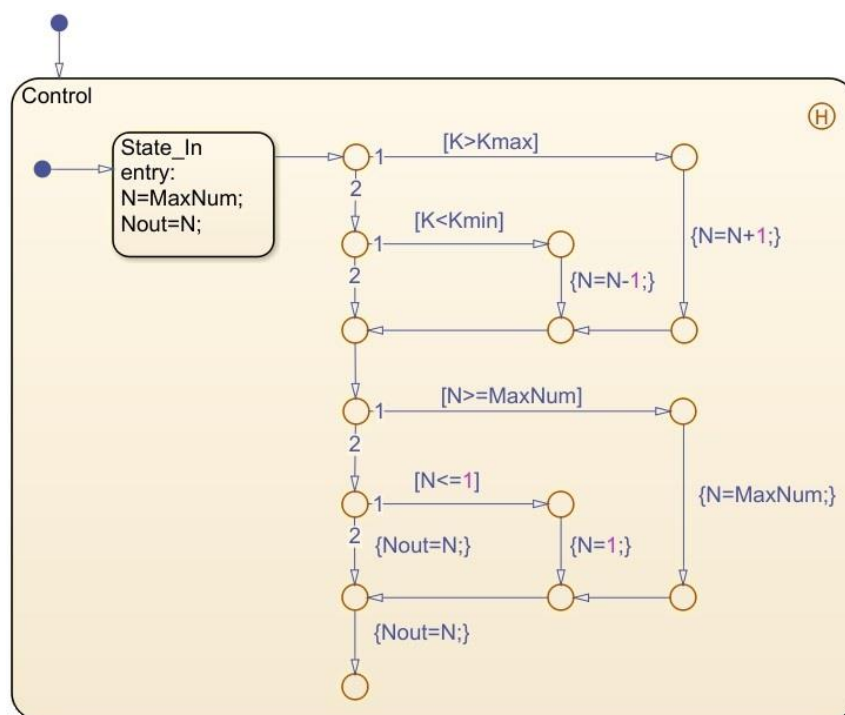 Control
H
State_In
entry:
N=MaxNum;
Nout=N;
1
[K>Kmax]
2
1
[K<Kmin]
{N=N+1;}
2
{N=N-1;}
1
[N>=MaxNum]
2
[N<=1]
1
{N=MaxNum;}
2
{Nout=N;}
{N=1;}
{Nout=N;}